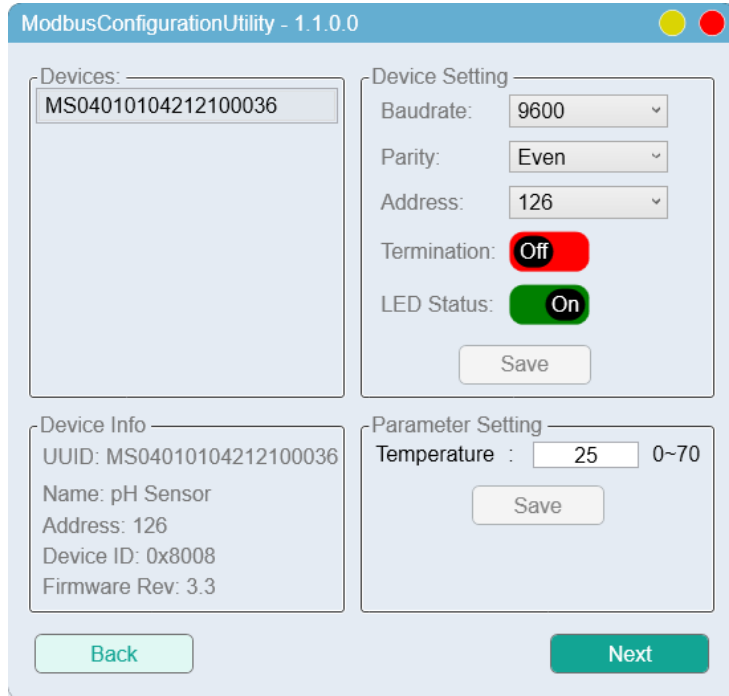 ModbusConfigurationUtility - 1.1.0.0
Devices:
MS04010104212100036
Device Setting
Baudrate: 9600
Parity: Even
Address: 126
Termination: Off
LED Status: On
Save
Device Info
UUID: MS04010104212100036
Name: pH Sensor
Address: 126
Device ID: 0x8008
Firmware Rev: 3.3
Parameter Setting
Temperature : 25 0~70
Save
Back
Next